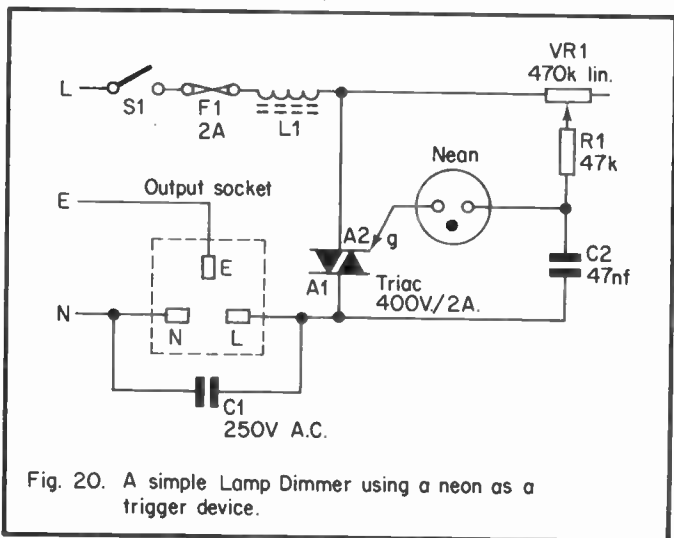 VR1
470k lin.
L
S1
F1
2A
L1
R1
47k
Nean
E
Output socket
A2
g
E
C2
47nf
A1
Triac
400V./2A.
N
N
L
C1
250V A.C.
Fig. 20. A simple Lamp Dimmer using a neon as a
trigger device.